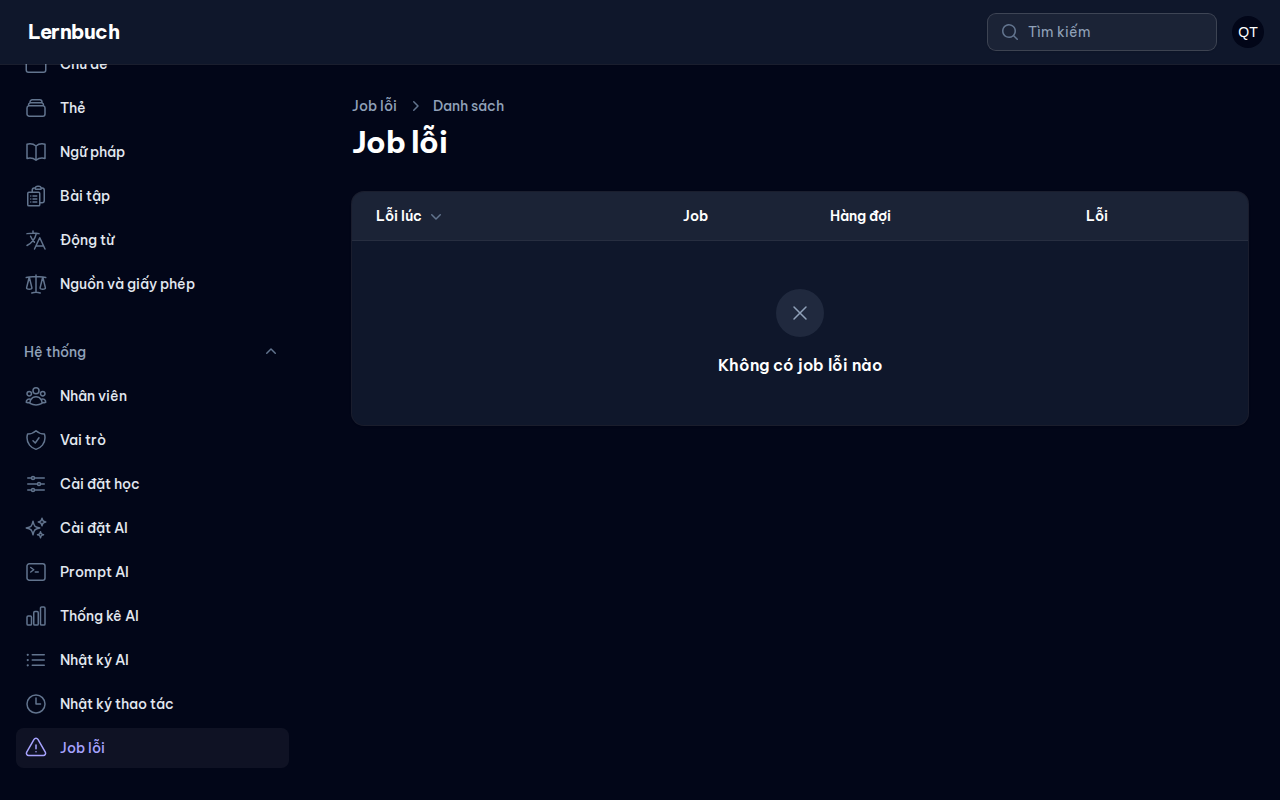 Lernbuch
Tìm kiếm
QT
Chủ đề
Thẻ
Ngữ pháp
Bài tập
Động từ
Nguồn và giấy phép
Hệ thống
Nhân viên
Vai trò
Cài đặt học
Cài đặt AI
Prompt AI
Thống kê AI
Nhật ký AI
Nhật ký thao tác
Job lỗi
Job lỗi
Danh sách
Job lỗi
Lỗi lúc
Job
Hàng đợi
Lỗi
Không có job lỗi nào